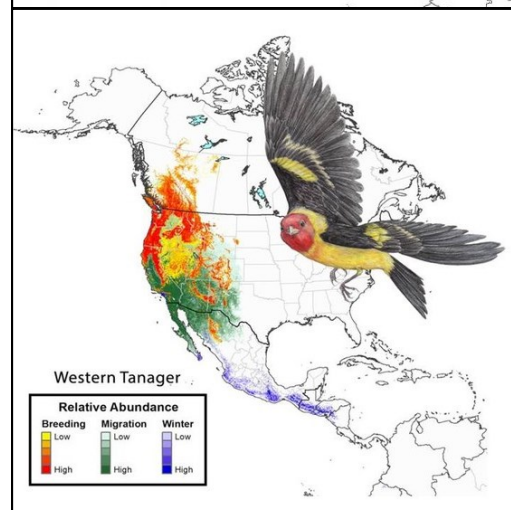 Western Tanager
Relative Abundance
Breeding Migration Winter
Low Low Low
High High High